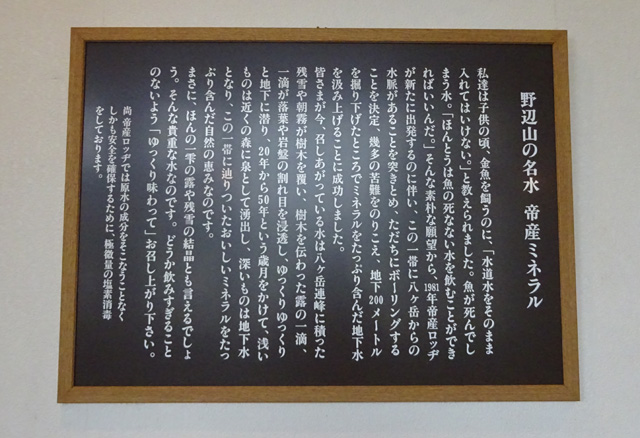 野辺山の名水 帝産ミネラル
私達は子供の頃、金魚を飼うのに、「水道水をそのまま
入れてはいけない。」と教えられました。魚が死んでし
まう水。「ほんとうは魚の死なない水を飲むことができ
ればいいんだ。」そんな素朴な願望から、1981年帝産ロッヂ
が新たに出発するのに伴い、この一帯に八ヶ岳からの
水脈があることを突きとめ、ただちにボーリングする
ことを決定、幾多の苦難をのりこえ、地下200メートル
を掘り下げたところでミネラルをたっぷり含んだ地下水
を汲み上げることに成功しました。
皆さまが今、召しあがっている水は八ヶ岳連峰に積った
残雪や朝霧が樹木を覆い、樹木を伝わった露の一滴、
一滴が落葉や岩盤の割れ目を浸透し、ゆっくりゆっくり
と地下に潜り、20年から50年という歳月をかけて、浅い
ものは近くの森に泉として湧出し、深いものは地下水
となり、この一帯に辿りついたおいしいミネラルをたっ
ぷり含んだ自然の恵みなのです。
まさに、ほんの一雫の露や残雪の結晶とも言えるでしょ
う。そんな貴重な水なのです。どうか飲みすぎること
のないよう「ゆっくり味わって」お召し上がり下さい。
尚 帝産ロッヂでは原水の成分をそこなうことなく
しかも安全を確保するために、極微量の塩素消毒
をしております。